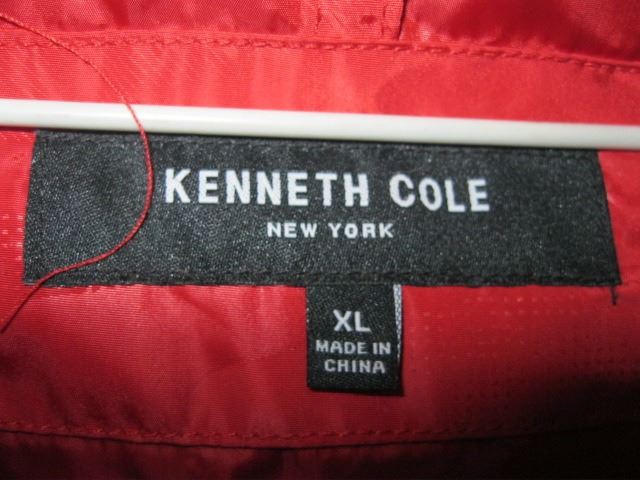 KENNETH COLE
NEW YORK
XL
MADE IN
CHINA